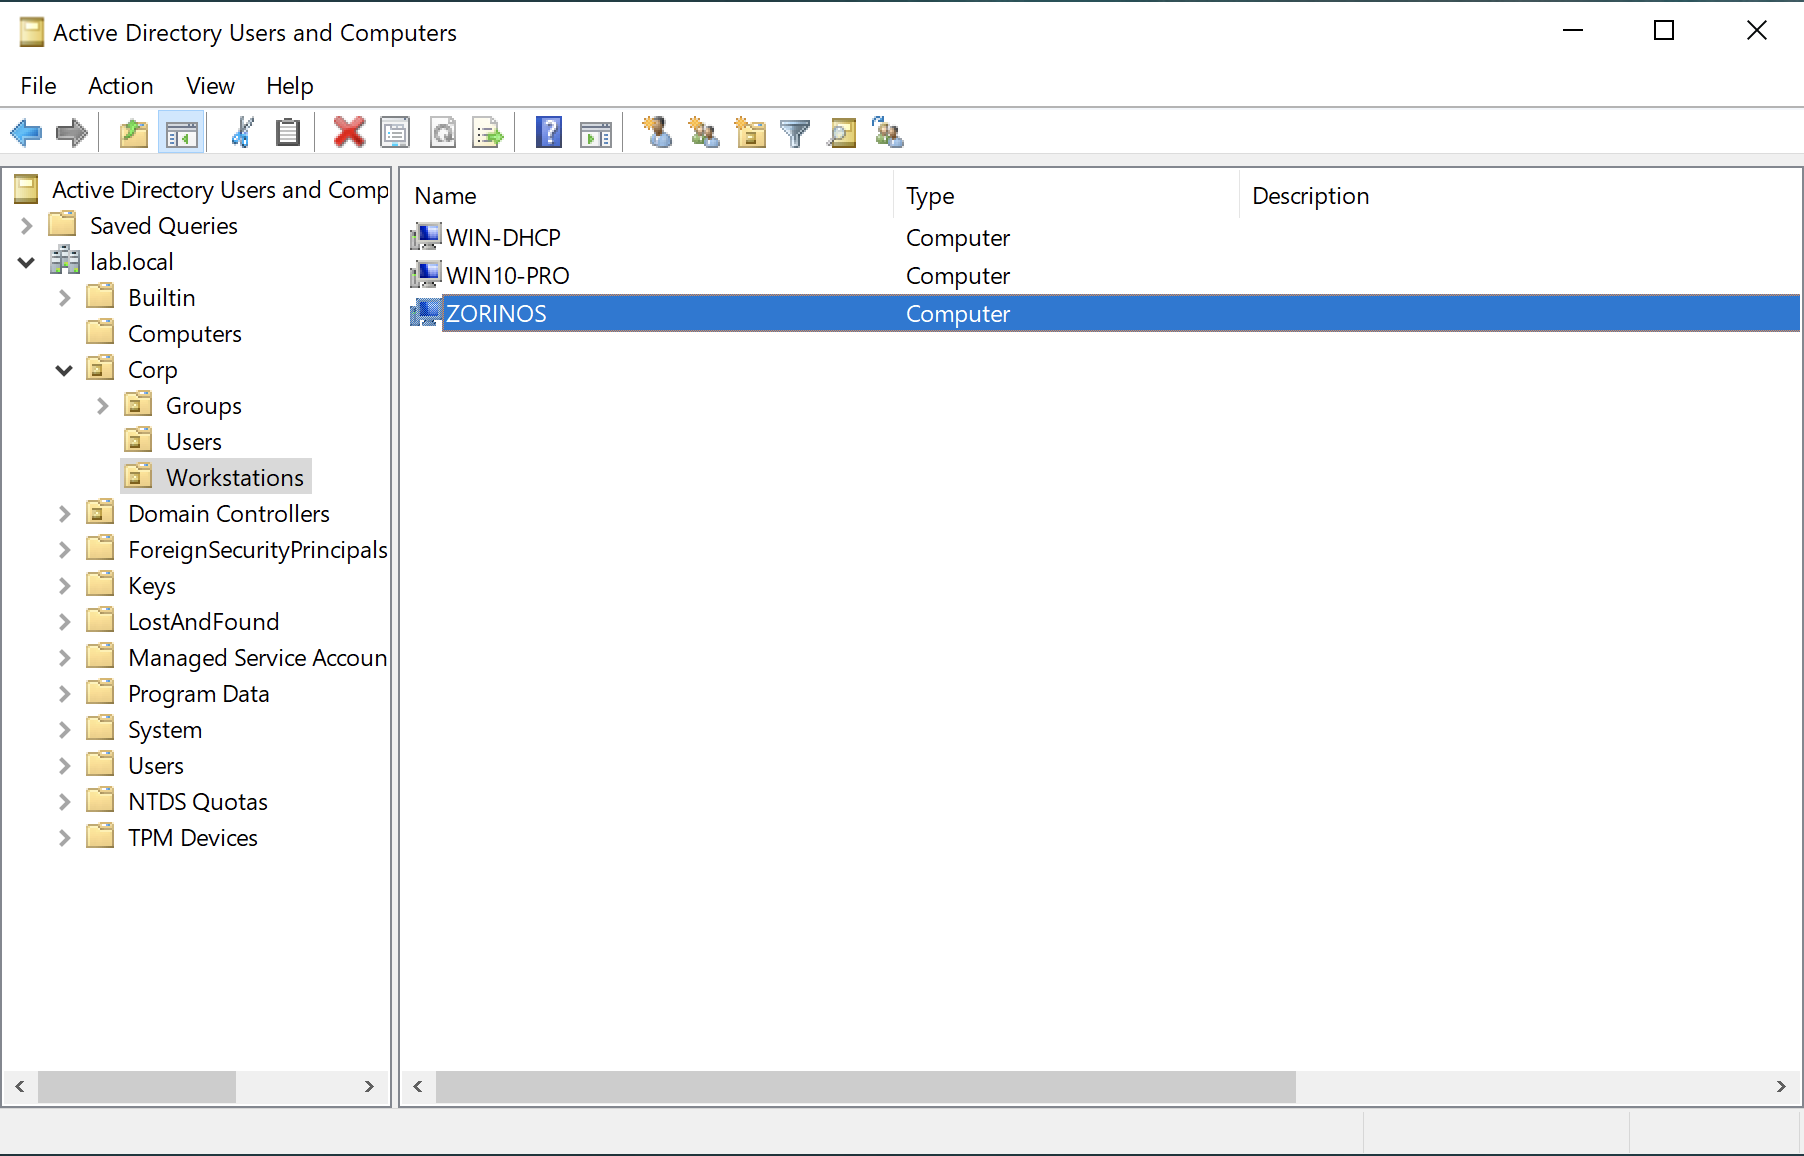 Active Directory Users and Computers
File Action View Help
Active Directory Users and Comp
Saved Queries
lab.local
Builtin
Computers
Corp
Groups
Users
Workstations
Domain Controllers
ForeignSecurityPrincipals
Keys
LostAndFound
Managed Service Accoun
Program Data
System
Users
NTDS Quotas
TPM Devices
Name Type Description
WIN-DHCP Computer
WIN10-PRO Computer
ZORINOS Computer